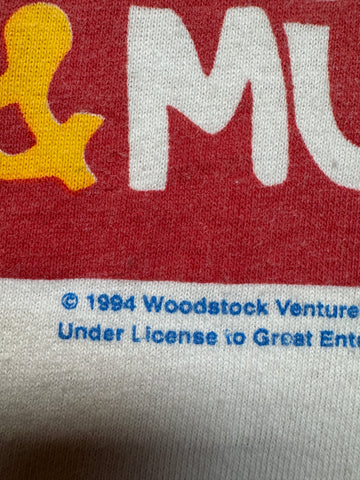 & MU
© 1994 Woodstock Venture
Under License to Great Ente